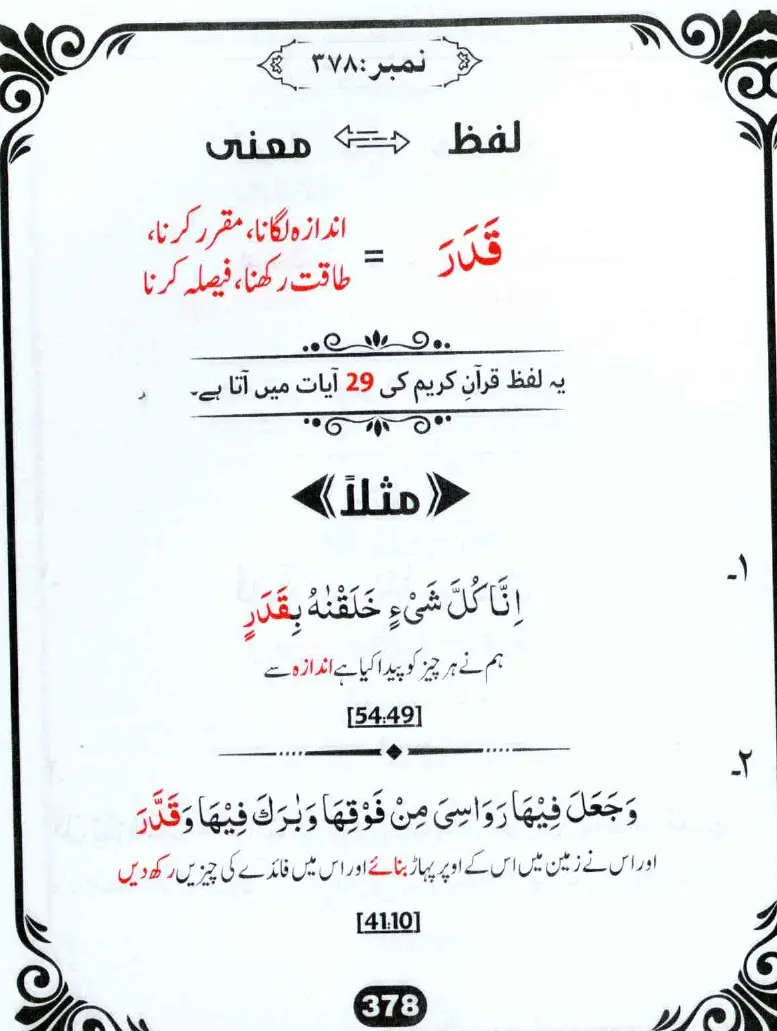 نمبر: ۳۷۸
لفظ معنی
قَدَرَ = اندازہ لگانا، مقرر کرنا،
طاقت رکھنا، فیصلہ کرنا
یہ لفظ قرآنِ کریم کی 29 آیات میں آتا ہے۔
مثلاً
۱۔
اِنَّا كُلَّ شَیْءٍ خَلَقْنٰهُ بِقَدَرٍ
ہم نے ہر چیز کو پیدا کیا ہے اندازہ سے
[54:49]
۲۔
وَجَعَلَ فِیْهَا رَوَاسِیَ مِنْ فَوْقِهَا وَبٰرَكَ فِیْهَا وَقَدَّرَ
اور اس نے زمین میں اس کے اوپر پہاڑ بنائے اور اس میں فائدے کی چیزیں رکھ دیں
[41:10]
378